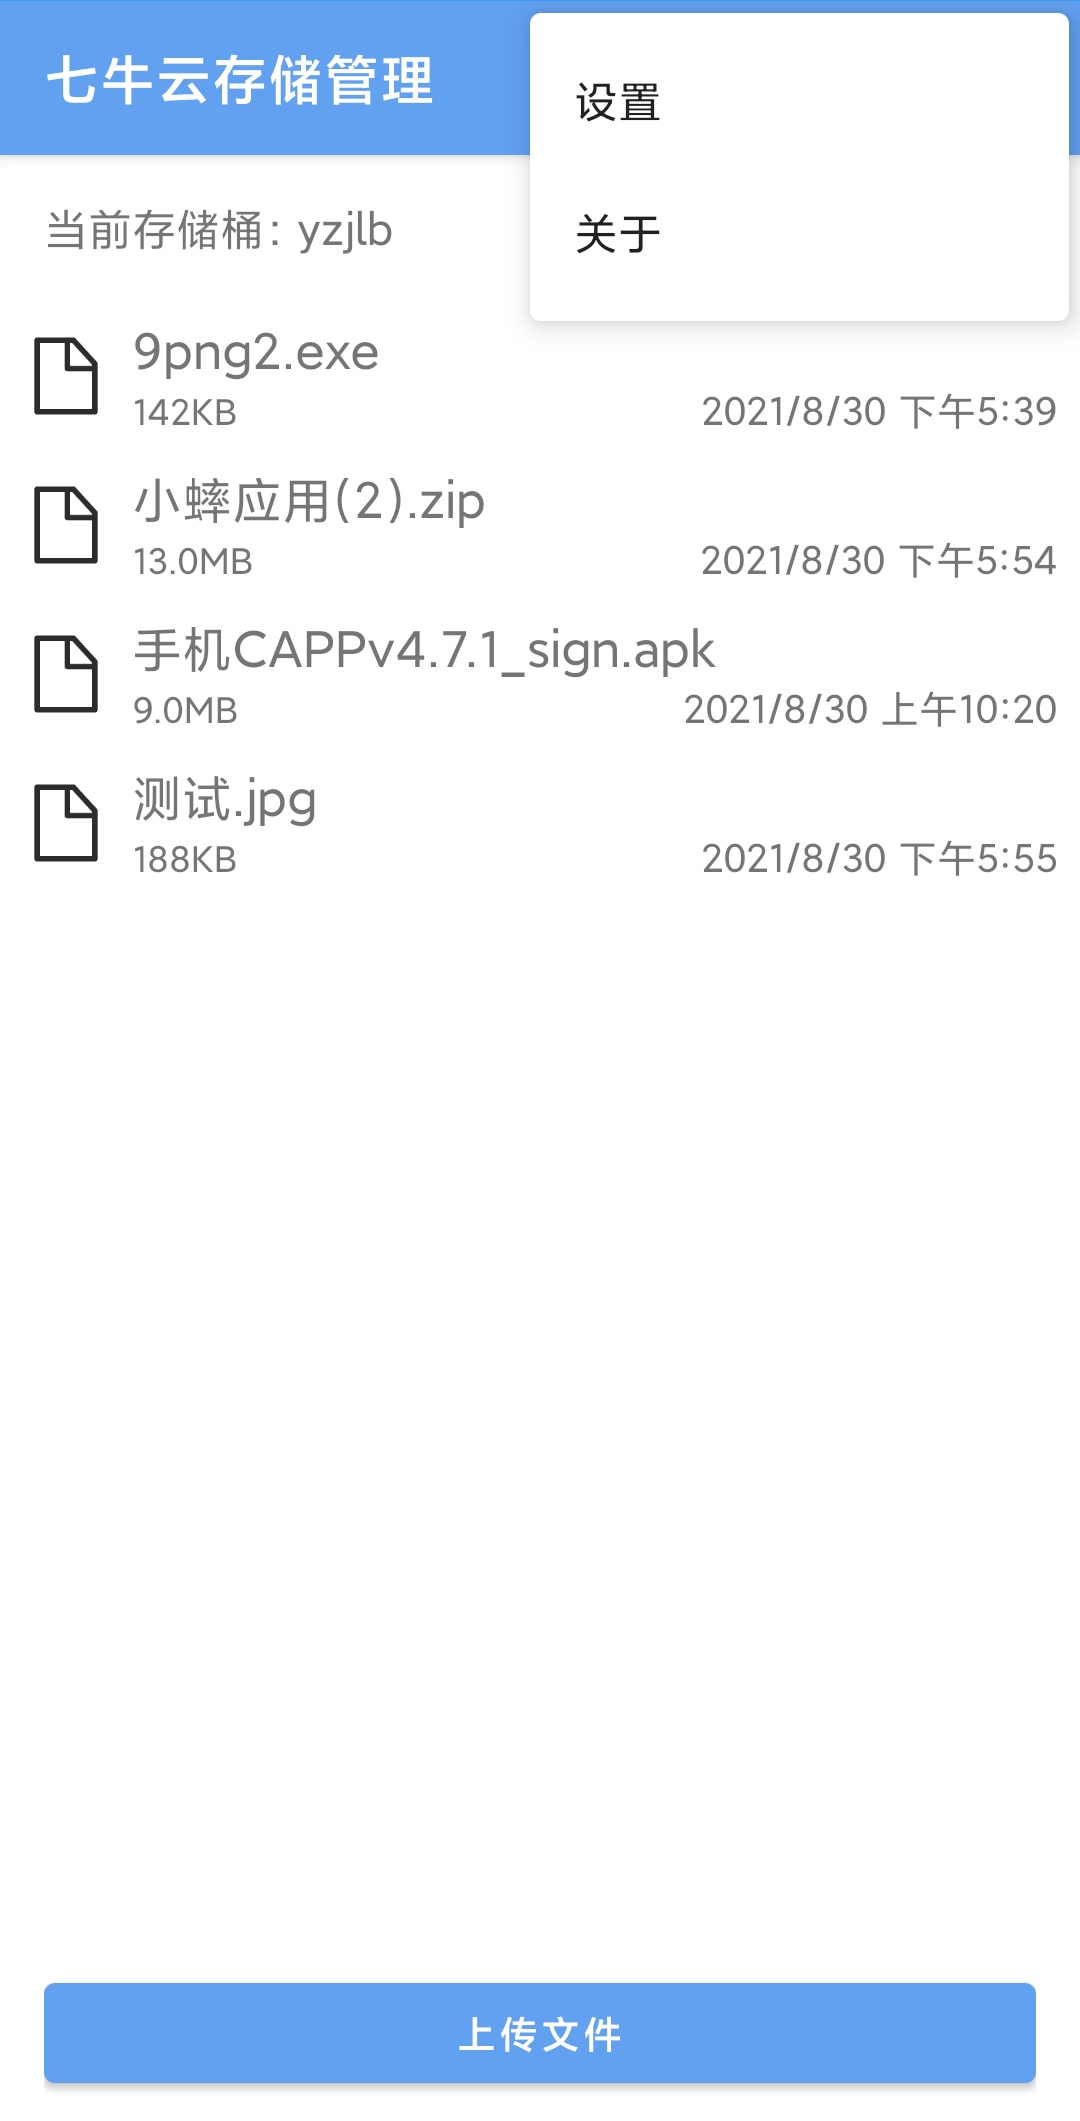 七牛云存储管理
设置
关于
当前存储桶: yzjlb
9png2.exe
142KB
2021/8/30 下午5:39
小蟀应用(2).zip
13.0MB
2021/8/30 下午5:54
手机CAPPv4.7.1_sign.apk
9.0MB
2021/8/30 上午10:20
测试.jpg
188KB
2021/8/30 下午5:55
上传文件